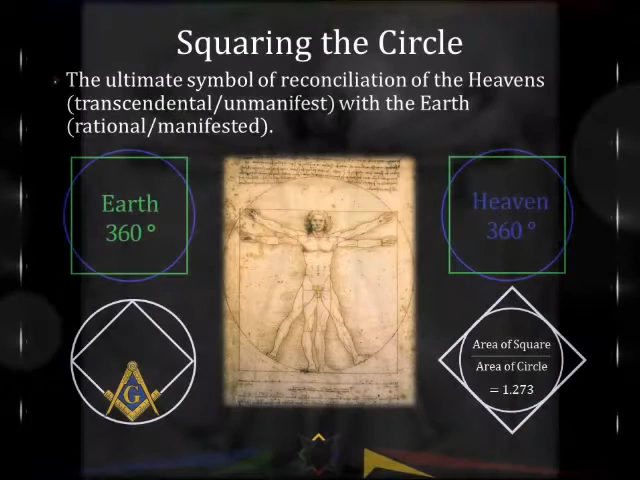 Squaring the Circle
The ultimate symbol of reconciliation of the Heavens
(transcendental/unmanifest) with the Earth
(rational/manifested).
Earth
360 °
Heaven
360 °
G
Area of Square
Area of Circle
= 1.273